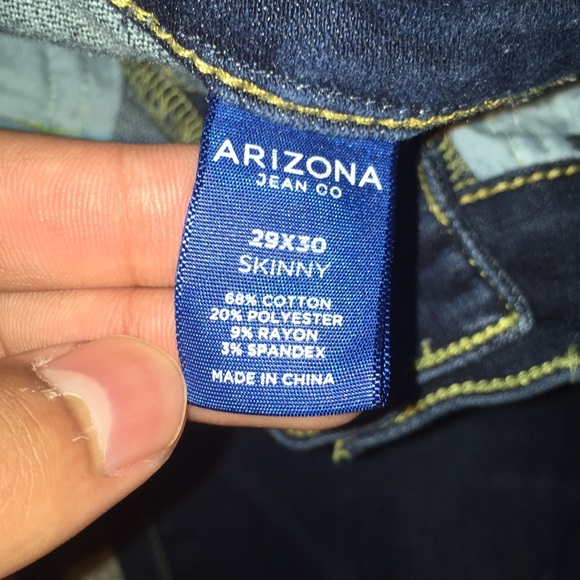 ARIZONA
JEAN CO
29X30
SKINNY
68% COTTON
20% POLYESTER
9% RAYON
3% SPANDEX
MADE IN CHINA